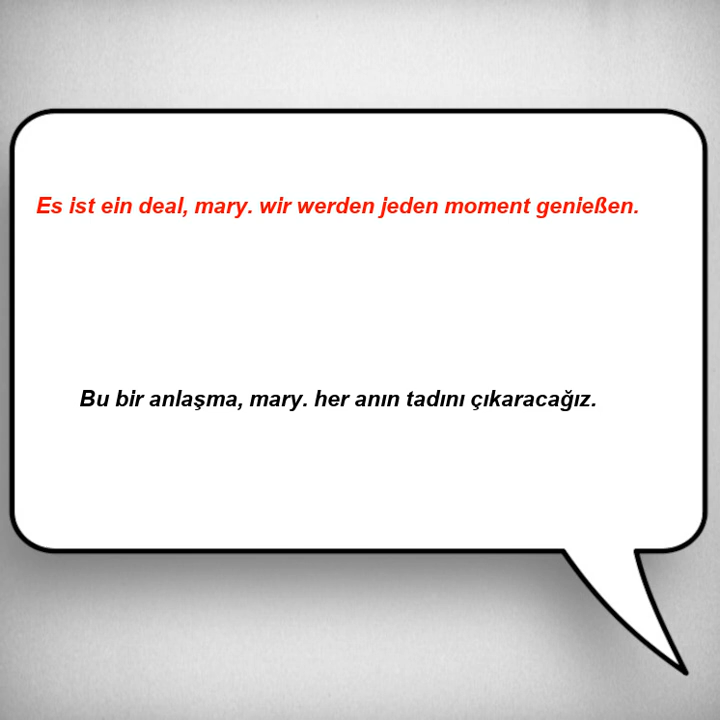 Es ist ein deal, mary. wir werden jeden moment genießen.
Bu bir anlaşma, mary. her anın tadını çıkaracağız.